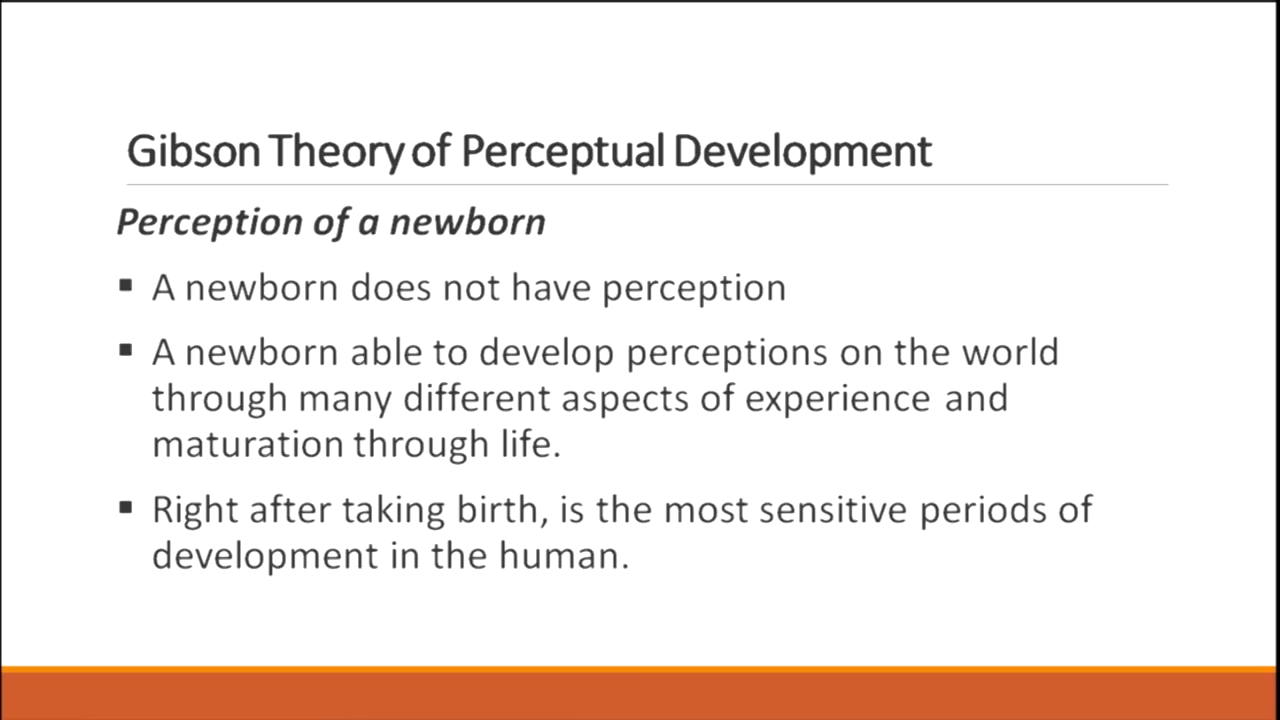 Gibson Theory of Perceptual Development
Perception of a newborn
▪ A newborn does not have perception
▪ A newborn able to develop perceptions on the world
through many different aspects of experience and
maturation through life.
▪ Right after taking birth, is the most sensitive periods of
development in the human.